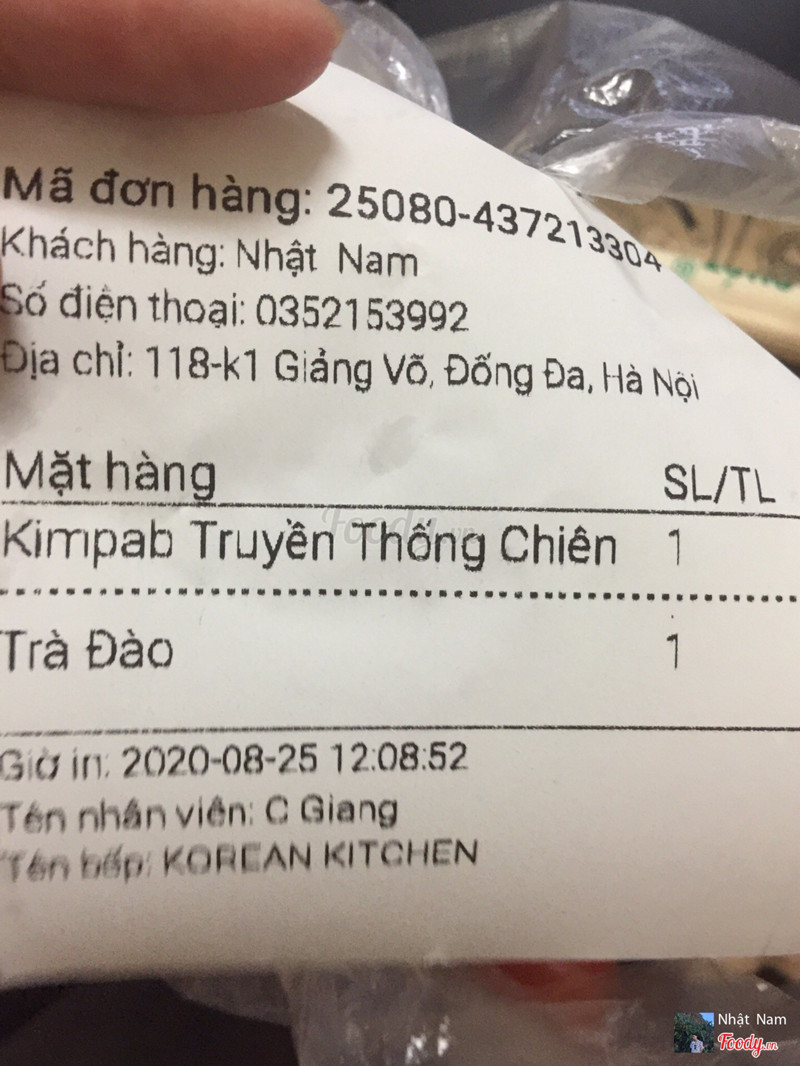 Mã đơn hàng: 25080-437213304
Khách hàng: Nhật Nam
Số điện thoại: 0352153992
Địa chỉ: 118-k1 Giảng Võ, Đống Đa, Hà Nội
Mặt hàng SL/TL
Kimpab Truyền Thống Chiên 1
Trà Đào 1
Giờ in: 2020-08-25 12:08:52
Tên nhân viên: C Giang
Tên bếp: KOREAN KITCHEN
Foody.vn
Nhật Nam
Foody.vn